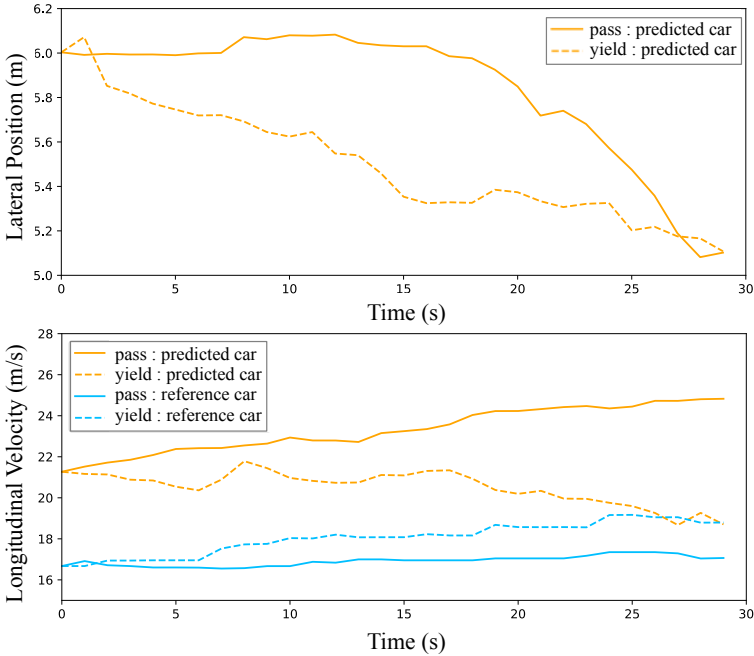 Lateral Position (m)
6.2
6.0
5.8
5.6
5.4
5.2
5.0
pass : predicted car
yield : predicted car
0 5 10 15 20 25 30
Time (s)
Longitudinal Velocity (m/s)
28
26
24
22
20
18
16
pass : predicted car
yield : predicted car
pass : reference car
yield : reference car
0 5 10 15 20 25 30
Time (s)